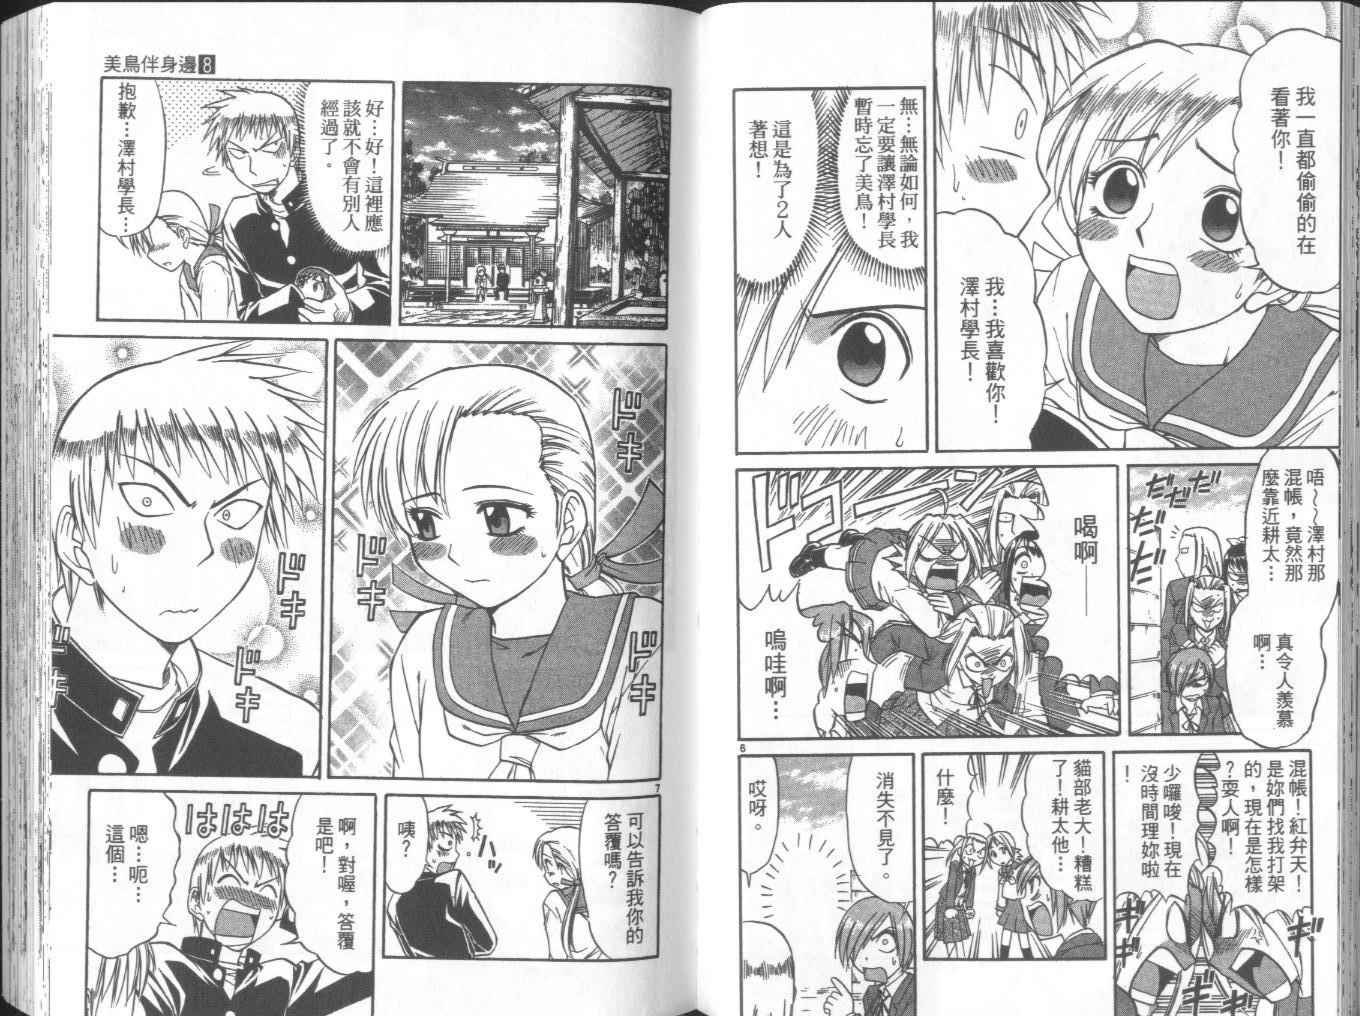 我一直都偷偷的在
看著你！
我…我喜歡你！
澤村學長！
無…無論如何，我
一定要讓澤村學長
暫時忘了美鳥！
這是為了2人
著想！
唔～～澤村那
混帳，竟然那
麼靠近耕太…
真令人羨慕
啊…
だだだ
だだ
ドドドー
喝啊
嗚哇啊…
混帳！紅弁天！
是妳們找我打架
的，現在是怎樣
？耍人啊！
少囉唆！現在
沒時間理妳啦
！
ギギ
ギギ
貓部老大！糟糕
了！耕太他…
什麼！
消失不見了。
哎呀。
6
美鳥伴身邊8
好…好！這裡應
該就不會有別人
經過了。
抱歉…澤村學長…
ドキ
ドキ
ドキ
ドキ
ドキ
ドキ
7
可以告訴我你的
答覆嗎？
咦？
ハッ
啊，對喔，答覆
是吧！
ははは
嗯…呃…
這個…